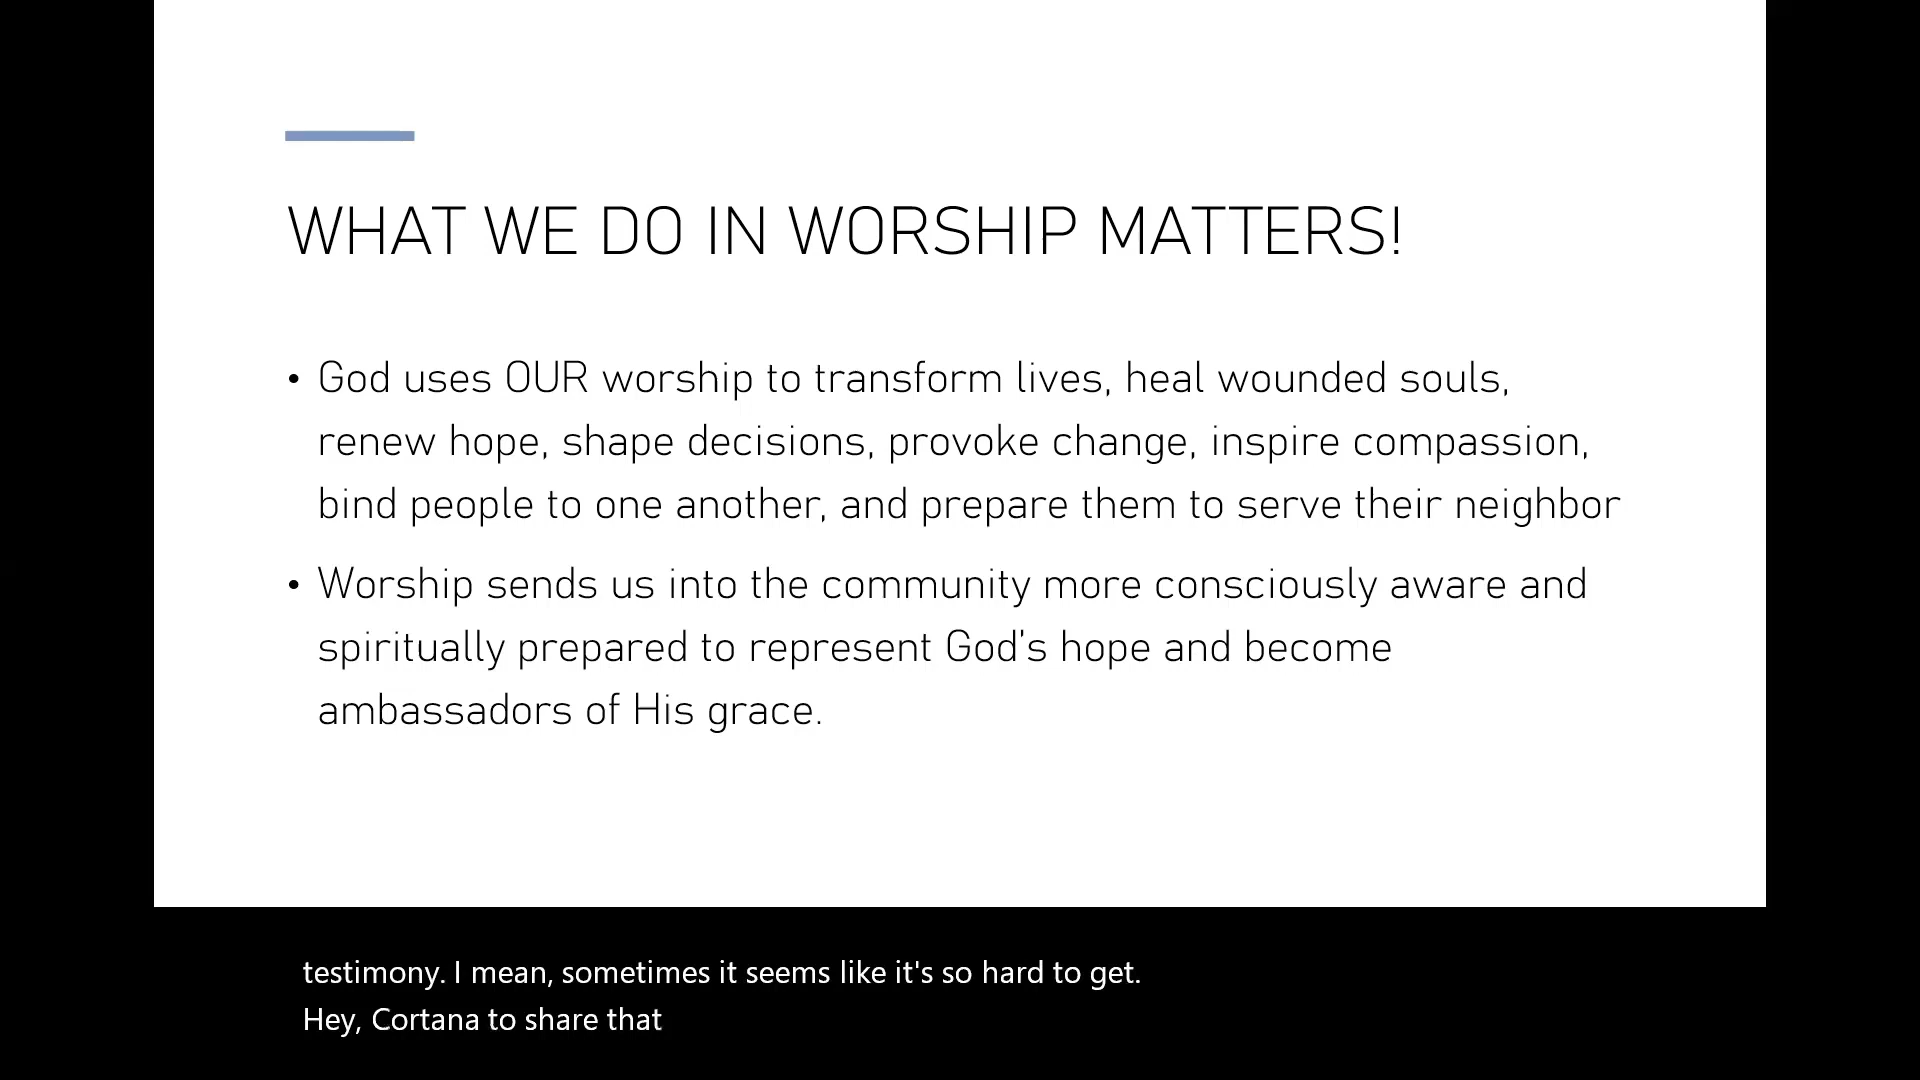 WHAT WE DO IN WORSHIP MATTERS!
• God uses OUR worship to transform lives, heal wounded souls,
renew hope, shape decisions, provoke change, inspire compassion,
bind people to one another, and prepare them to serve their neighbor
• Worship sends us into the community more consciously aware and
spiritually prepared to represent God's hope and become
ambassadors of His grace.
testimony. I mean, sometimes it seems like it's so hard to get.
Hey, Cortana to share that